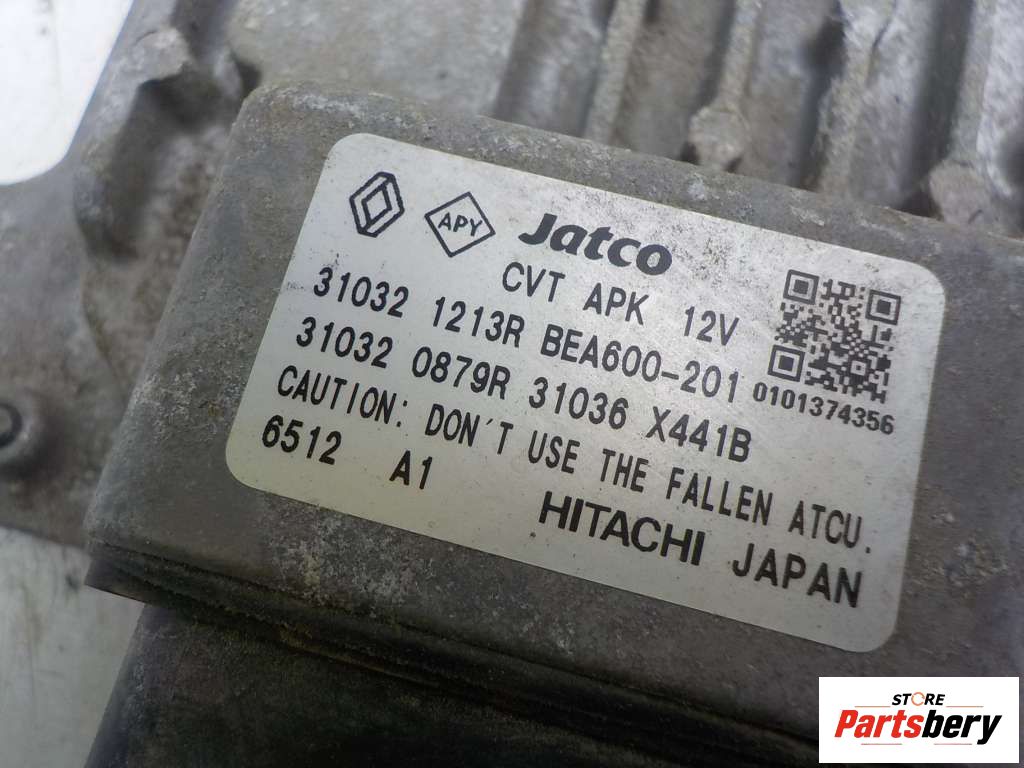 APY Jatco
CVT APK 12V
31032 1213R BEA600-201
31032 0879R 31036 X441B
0101374356
CAUTION: DON'T USE THE FALLEN ATCU.
6512 A1
HITACHI JAPAN
STORE
Partsbery